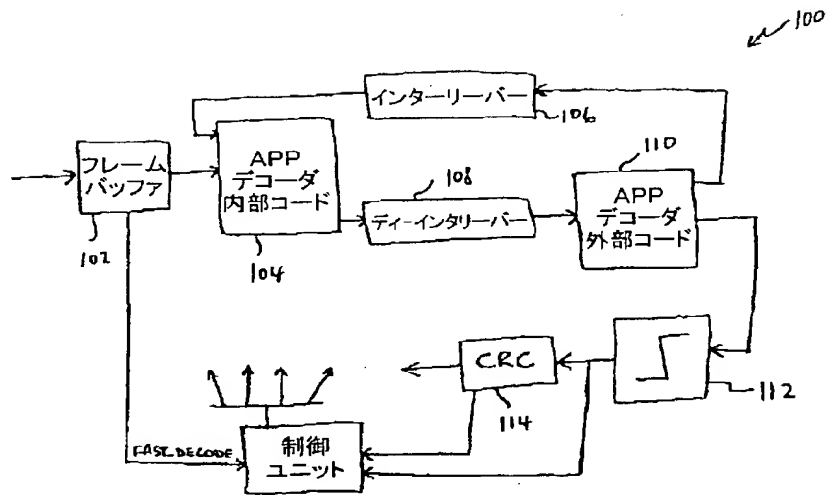 100
インターリーバー
106
フレーム
バッファ
102
APP
デコーダ
内部コード
104
108
ディーインタリーバー
110
APP
デコーダ
外部コード
CRC
114
112
FAST DECODE
制御
ユニット